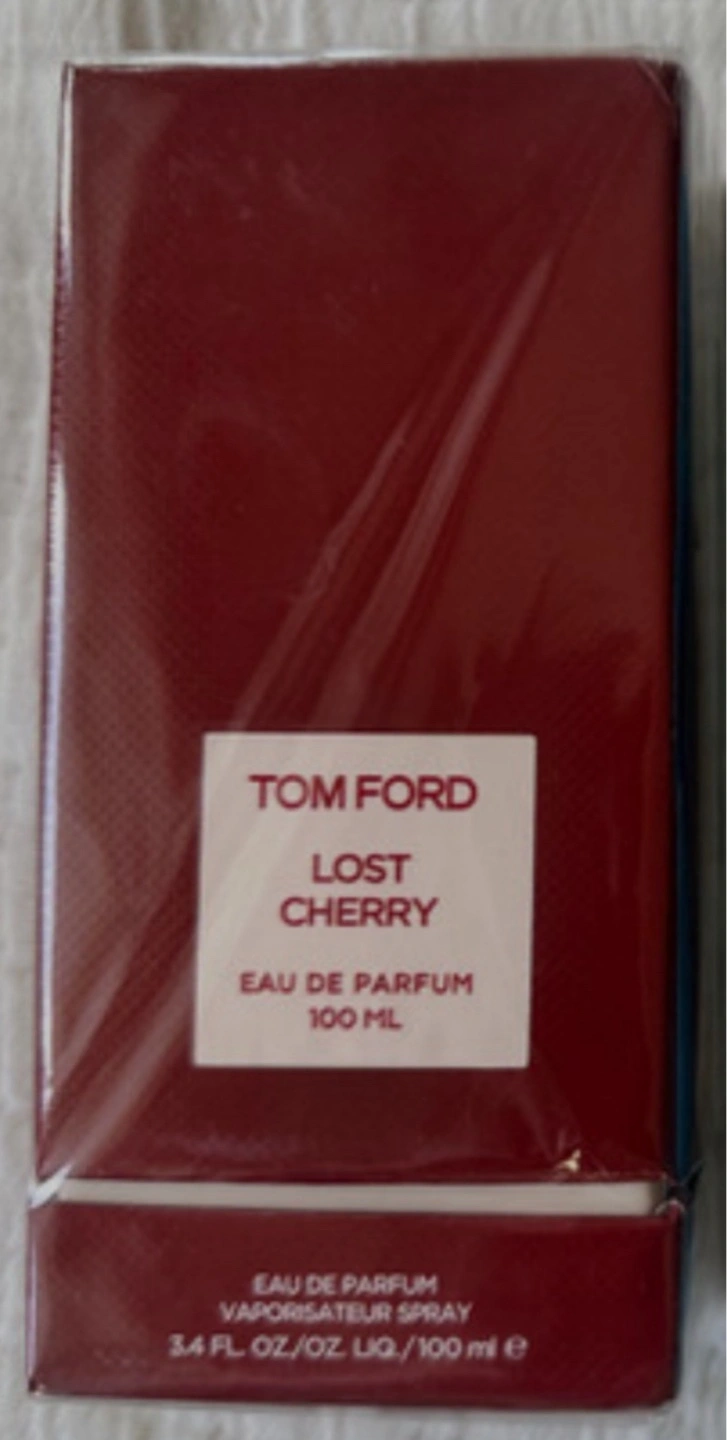 TOM FORD
LOST
CHERRY
EAU DE PARFUM
100 ML
EAU DE PARFUM
VAPORISATEUR SPRAY
3.4 FL. OZ./OZ. LIQ./100 ml ℮